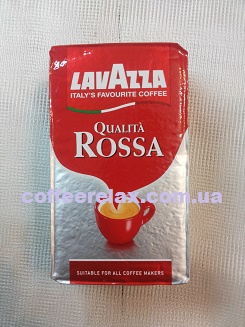 LAVAZZA
ITALY'S FAVOURITE COFFEE
QUALITÀ
ROSSA
coffeerelax.com.ua
SUITABLE FOR ALL COFFEE MAKERS